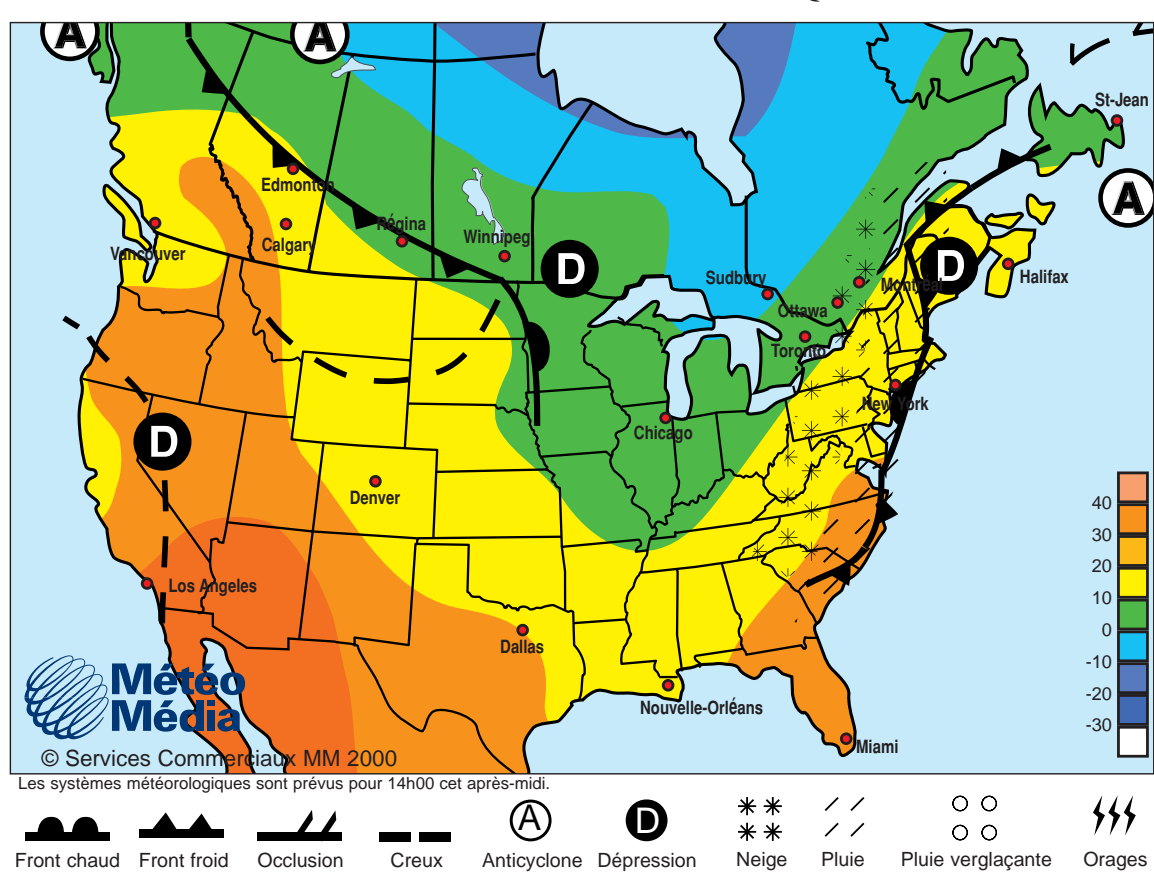 A
A
St-Jean
A
Edmonton
Régina
Calgary
Winnipeg
Vancouver
D
D
Halifax
Sudbury
Montréal
Ottawa
Toronto
New York
Chicago
D
Denver
40
30
20
10
0
-10
-20
-30
Los Angeles
Dallas
Nouvelle-Orléans
Miami
Météo
Média
© Services Commerciaux MM 2000
Les systèmes météorologiques sont prévus pour 14h00 cet après-midi.
A
D
Front chaud Front froid Occlusion Creux Anticyclone Dépression Neige Pluie Pluie verglaçante Orages